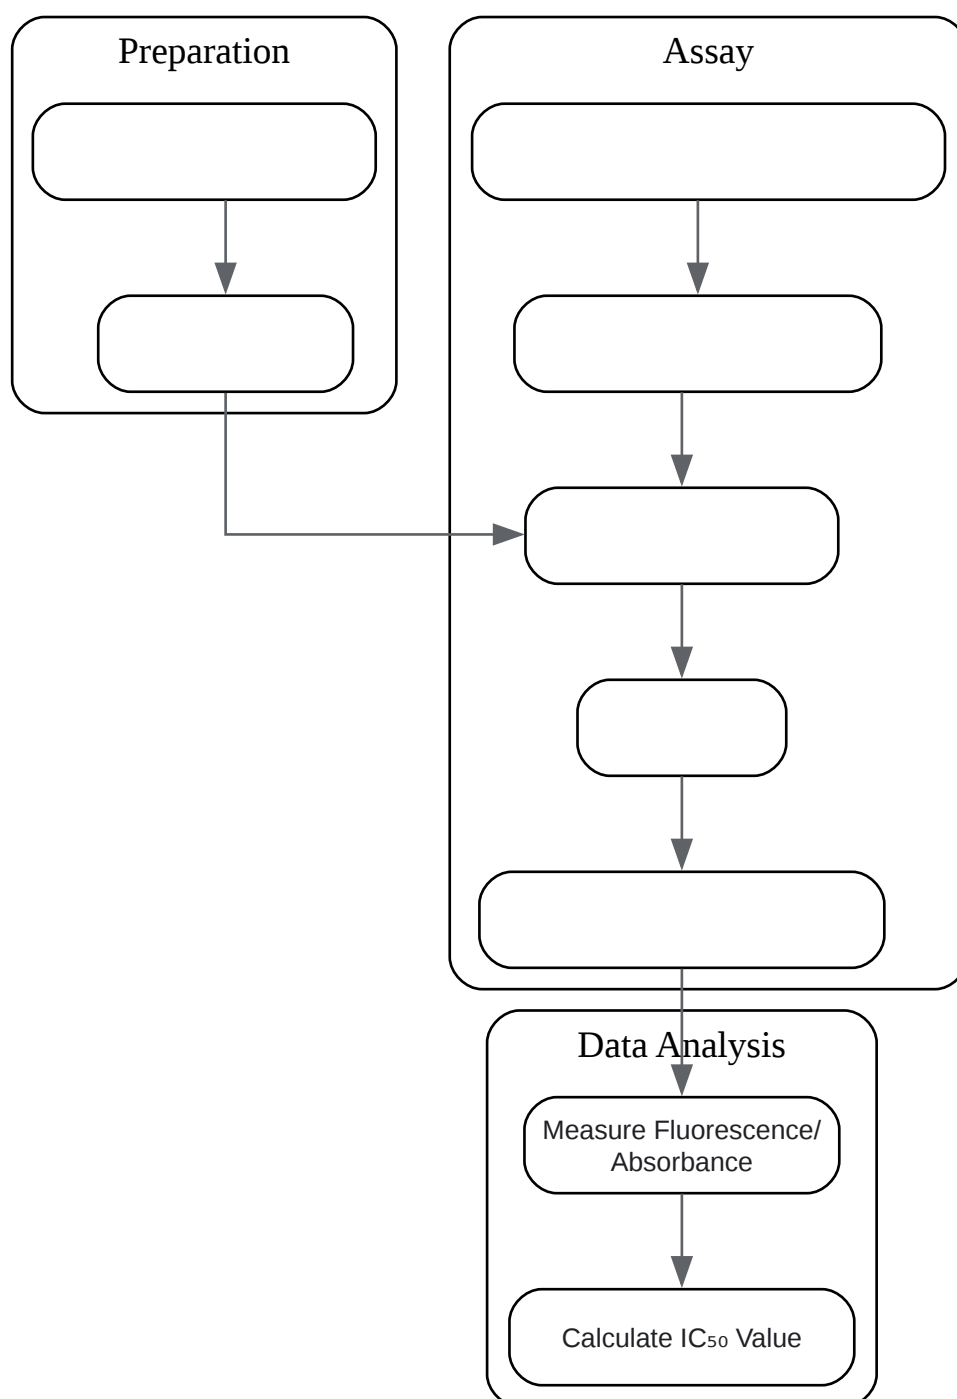 Preparation
Assay
Data Analysis
Measure Fluorescence/
Absorbance
Calculate IC₅₀ Value